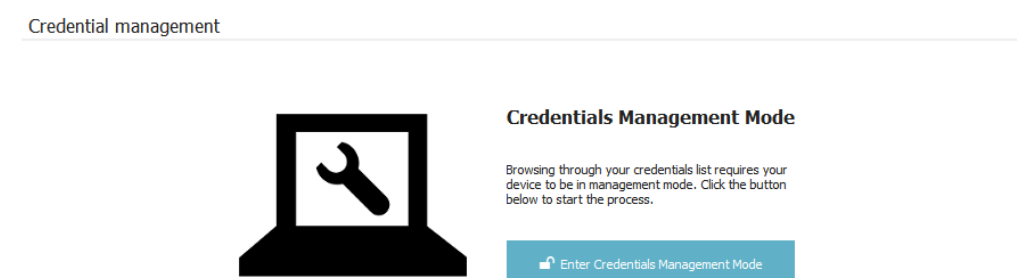 Credential management
Credentials Management Mode
Browsing through your credentials list requires your
device to be in management mode. Click the button
below to start the process.
Enter Credentials Management Mode